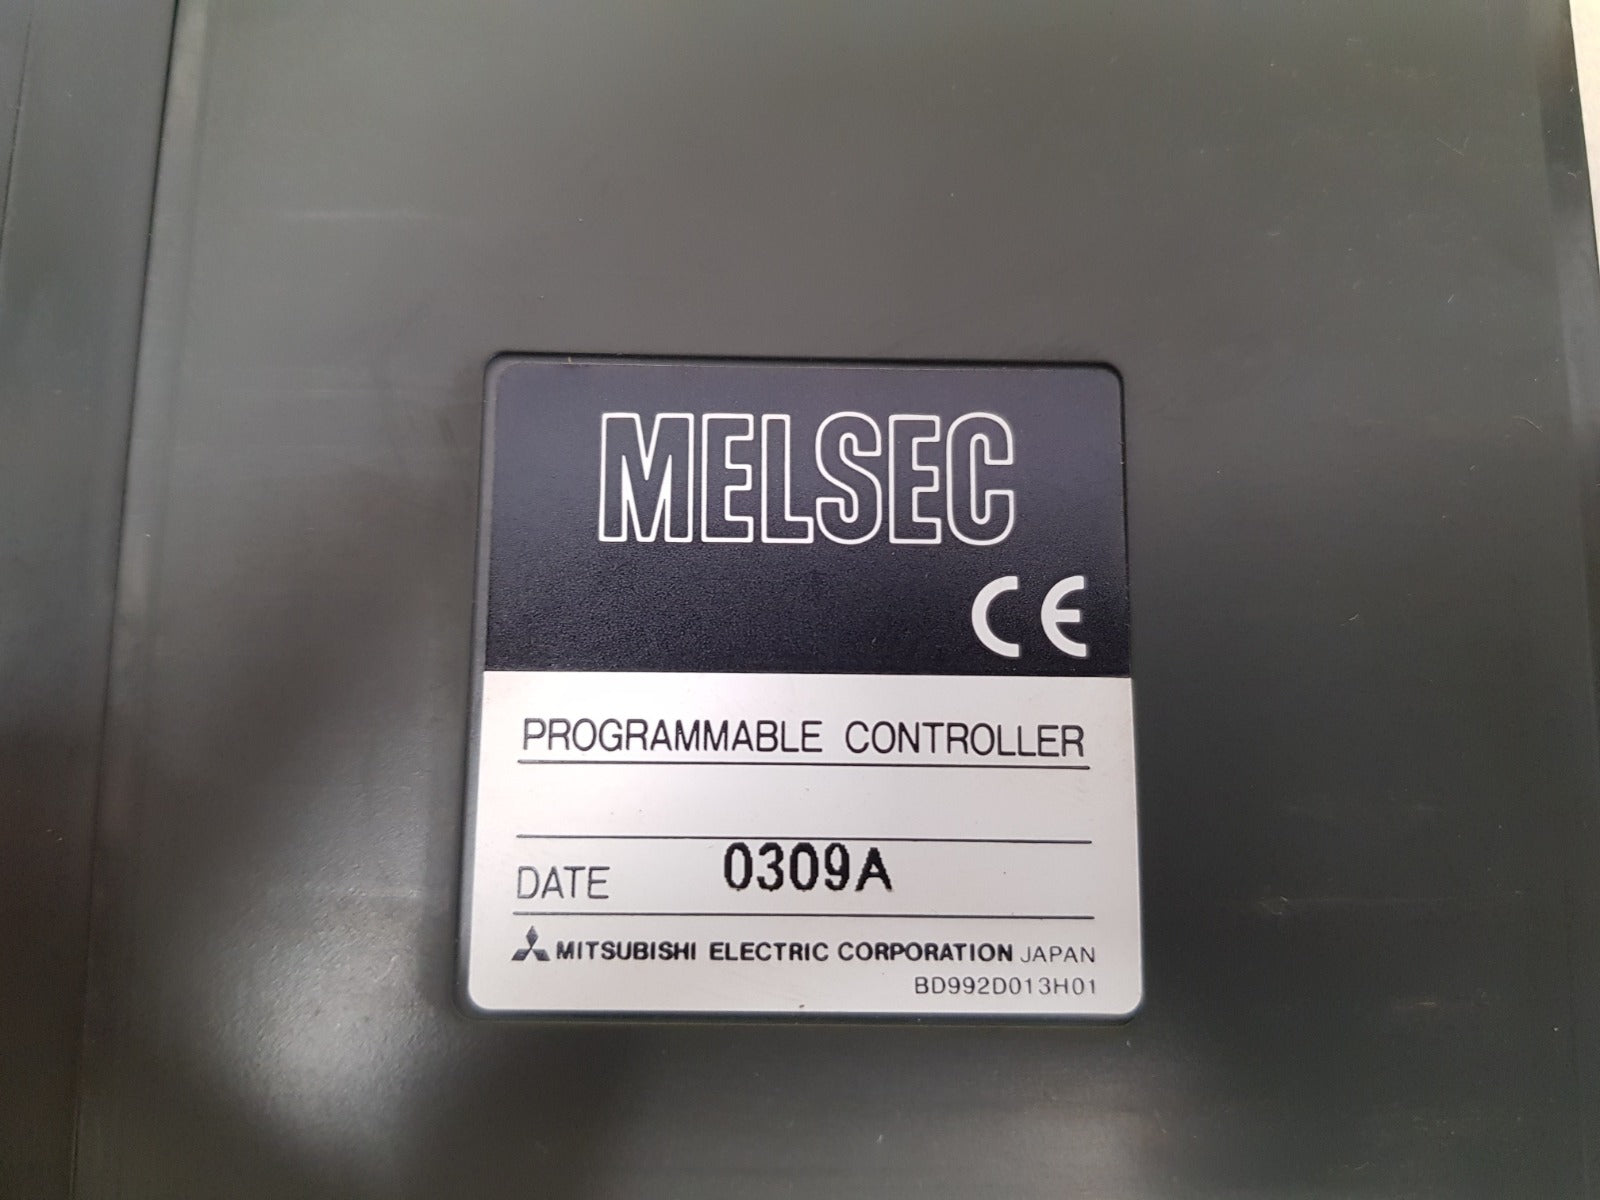 MELSEC
CE
PROGRAMMABLE CONTROLLER
DATE 0309A
MITSUBISHI ELECTRIC CORPORATION JAPAN
BD992D013H01